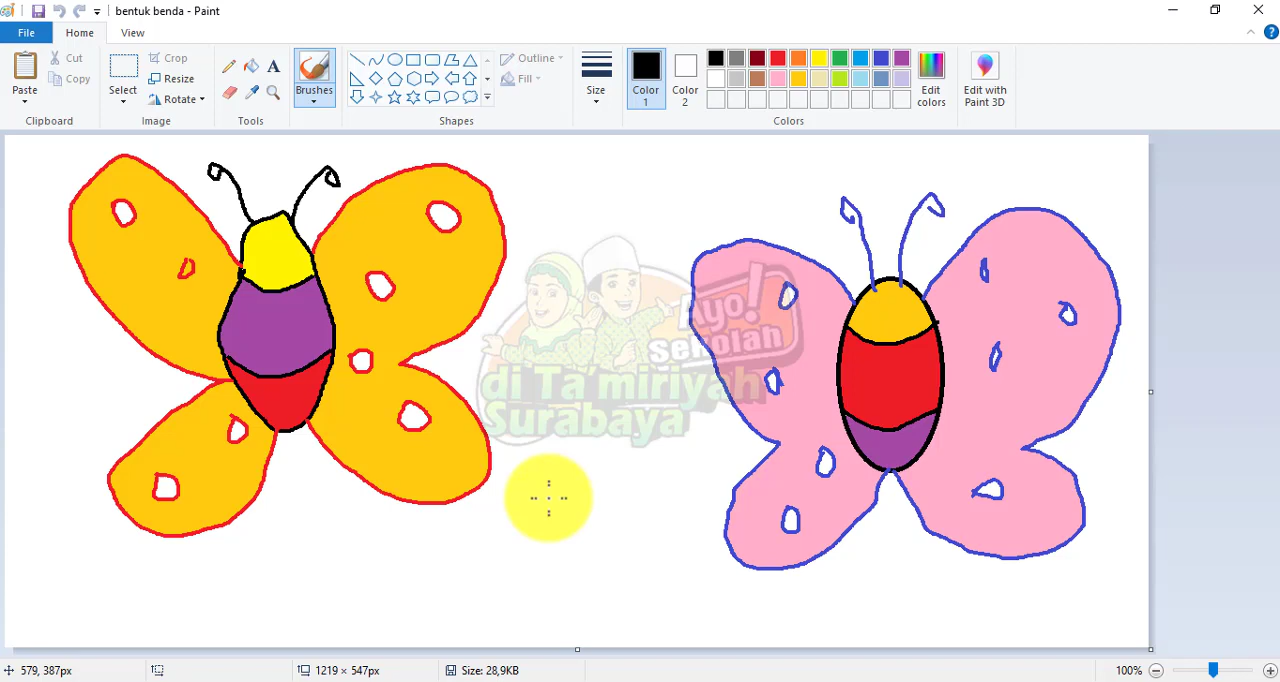 bentuk benda - Paint
File
Home
View
Paste
Cut
Copy
Clipboard
Select
Crop
Resize
Rotate
Image
A
Tools
Brushes
Outline
Fill
Shapes
Size
Color
1
Color
2
Colors
Edit
colors
Edit with
Paint 3D
Ayo!
sekolah
di Ta'miriyah
Surabaya
579, 387px
1219 × 547px
Size: 28,9KB
100%